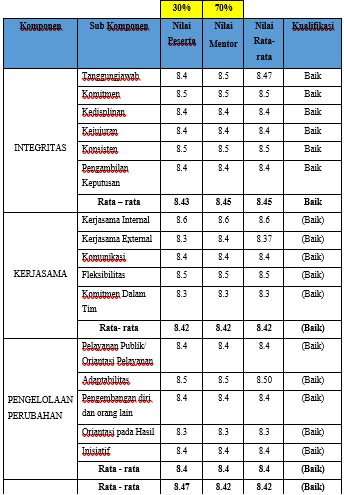 30% 70%
Komponen Sub Komponen Nilai Peserta Nilai Mentor Nilai Rata-rata Kualifikasi
INTEGRITAS
Tanggungjawab 8.4 8.5 8.47 Baik
Komitmen 8.5 8.5 8.5 Baik
Kedisplinan 8.4 8.4 8.4 Baik
Kejujuran 8.4 8.4 8.4 Baik
Konsisten 8.5 8.5 8.5 Baik
Pengambilan Keputusan 8.4 8.4 8.4 Baik
Rata – rata 8.43 8.45 8.45 Baik
KERJASAMA
Kerjasama Internal 8.6 8.6 8.6 (Baik)
Kerjasama External 8.3 8.4 8.37 (Baik)
Komunikasi 8.4 8.4 8.4 (Baik)
Fleksibilitas 8.5 8.5 8.5 (Baik)
Komitmen Dalam Tim 8.3 8.3 8.3 (Baik)
Rata- rata 8.42 8.42 8.42 (Baik)
PENGELOLAAN PERUBAHAN
Pelayanan Publik/ Oriantasi Pelayanan 8.4 8.4 8.4 (Baik)
Adaptabilitas 8.5 8.5 8.50 (Baik)
Pengembangan diri dan orang lain 8.4 8.4 8.4 (Baik)
Oriantasi pada Hasil 8.3 8.3 8.3 (Baik)
Inisiatif 8.4 8.4 8.4 (Baik)
Rata - rata 8.4 8.4 8.4 (Baik)
Rata - rata 8.47 8.42 8.42 (Baik)